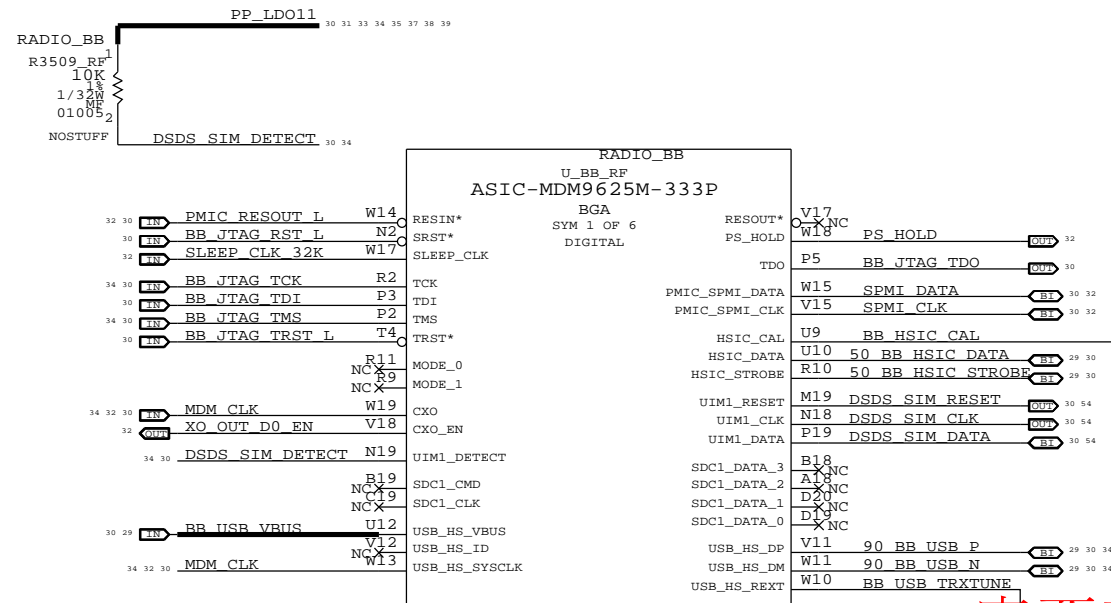 PP_LDO11 30 31 33 34 35 37 38 39
RADIO_BB
1
R3509_RF
10K
1%
1/32W
MF
01005
2
NOSTUFF DSDS_SIM_DETECT 30 34
RADIO_BB
U_BB_RF
ASIC-MDM9625M-333P
BGA
SYM 1 OF 6
DIGITAL
32 30 IN PMIC_RESOUT_L W14 RESIN*
30 IN BB_JTAG_RST_L N2 SRST*
32 IN SLEEP_CLK_32K W17 SLEEP_CLK
34 30 IN BB_JTAG_TCK R2 TCK
30 IN BB_JTAG_TDI P3 TDI
34 30 IN BB_JTAG_TMS P2 TMS
30 IN BB_JTAG_TRST_L T4 TRST*
NC R11 MODE_0
NC R9 MODE_1
34 32 30 IN MDM_CLK W19 CXO
32 OUT XO_OUT_D0_EN V18 CXO_EN
34 30 DSDS_SIM_DETECT N19 UIM1_DETECT
NC B19 SDC1_CMD
NC C19 SDC1_CLK
30 29 IN BB_USB_VBUS U12 USB_HS_VBUS
NC V12 USB_HS_ID
34 32 30 MDM_CLK W13 USB_HS_SYSCLK
RESOUT* V17 NC
PS_HOLD W18 PS_HOLD OUT 32
TDO P5 BB_JTAG_TDO OUT 30
PMIC_SPMI_DATA W15 SPMI_DATA BI 30 32
PMIC_SPMI_CLK V15 SPMI_CLK BI 30 32
HSIC_CAL U9 BB_HSIC_CAL
HSIC_DATA U10 50_BB_HSIC_DATA BI 29 30
HSIC_STROBE R10 50_BB_HSIC_STROBE BI 29 30
UIM1_RESET M19 DSDS_SIM_RESET OUT 30 54
UIM1_CLK N18 DSDS_SIM_CLK OUT 30 54
UIM1_DATA P19 DSDS_SIM_DATA BI 30 54
SDC1_DATA_3 B18 NC
SDC1_DATA_2 A18 NC
SDC1_DATA_1 D20 NC
SDC1_DATA_0 D19 NC
USB_HS_DP V11 90_BB_USB_P BI 29 30 34
USB_HS_DM W11 90_BB_USB_N BI 29 30 34
USB_HS_REXT W10 BB_USB_TRXTUNE